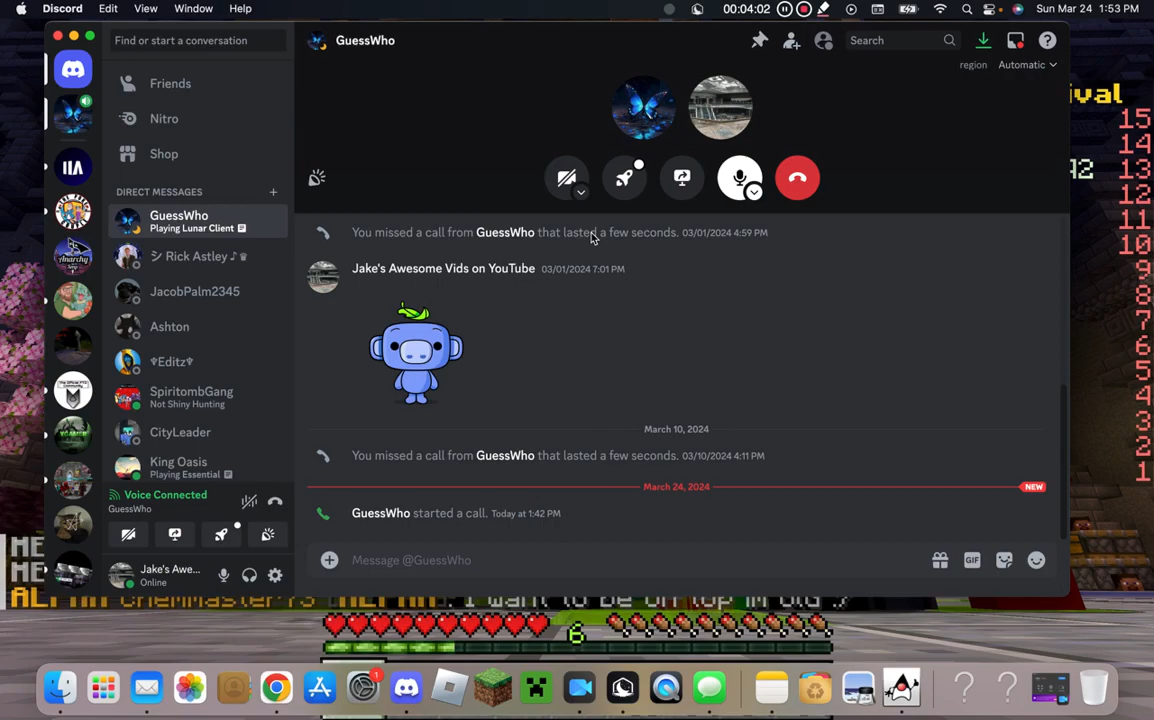 Discord Edit View Window Help
00:04:02
Sun Mar 24 1:53 PM
Find or start a conversation
GuessWho
Search
region Automatic
Friends
Nitro
Shop
DIRECT MESSAGES +
GuessWho
Playing Lunar Client
シ Rick Astley♪♛
JacobPalm2345
Ashton
♆Editz♆
SpiritombGang
Not Shiny Hunting
CityLeader
King Oasis
Playing Essential
Voice Connected
GuessWho
Jake's Awe...
Online
You missed a call from GuessWho that lasted a few seconds. 03/01/2024 4:59 PM
Jake's Awesome Vids on YouTube 03/01/2024 7:01 PM
March 10, 2024
You missed a call from GuessWho that lasted a few seconds. 03/10/2024 4:11 PM
March 24, 2024 NEW
GuessWho started a call. Today at 1:42 PM
Message @GuessWho
GIF
ival
15
14
13
12
11
10
9
8
7
6
5
4
3
2
1
6
1